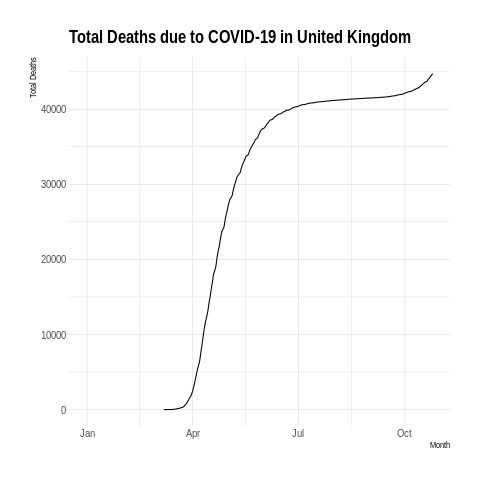 Total Deaths due to COVID-19 in United Kingdom
Total Deaths
40000
30000
20000
10000
0
Jan Apr Jul Oct
Month